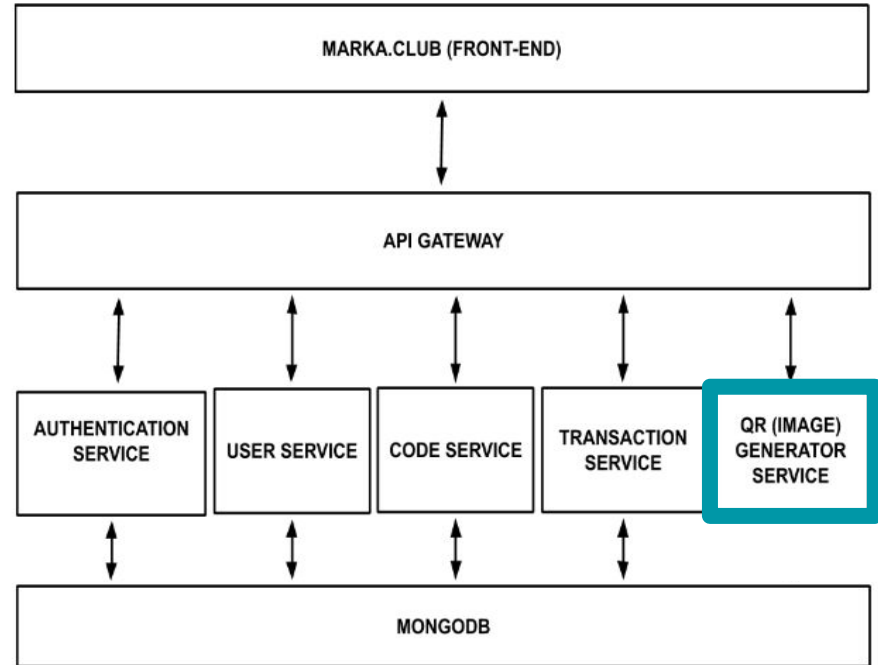 MARKA.CLUB (FRONT-END)
API GATEWAY
AUTHENTICATION
SERVICE
USER SERVICE
CODE SERVICE
TRANSACTION
SERVICE
QR (IMAGE)
GENERATOR
SERVICE
MONGODB